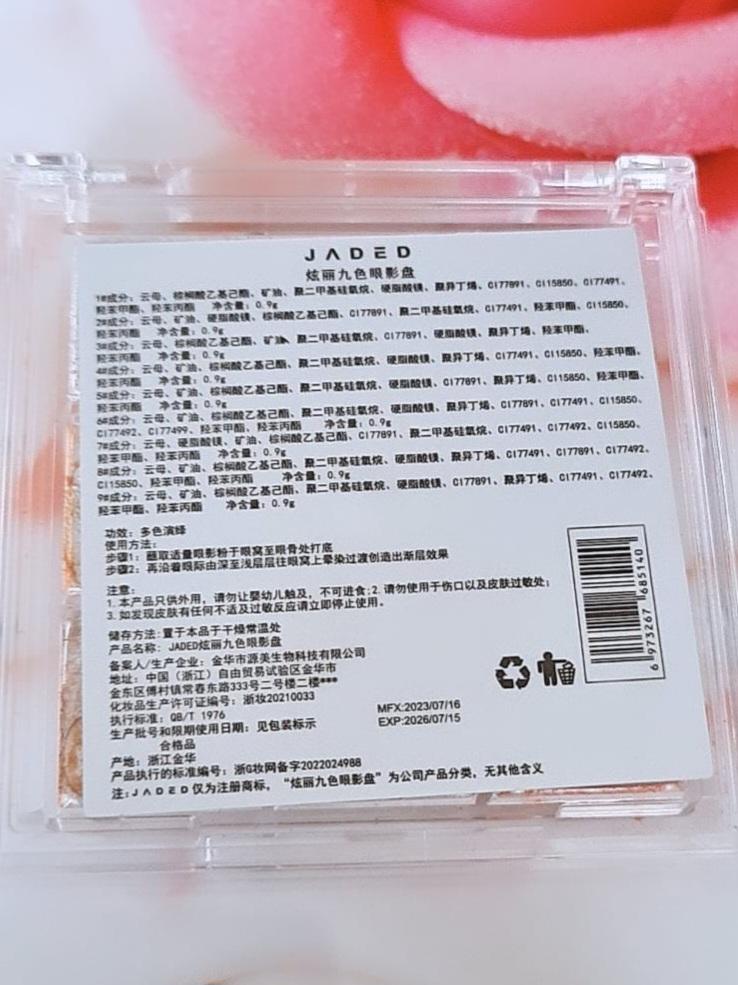 JADED
炫丽九色眼影盘
1#成分：云母、棕榈酸乙基己酯、矿油、聚二甲基硅氧烷、硬脂酸镁、聚异丁烯、CI77891、CI15850、CI77491、
羟苯甲酯、羟苯丙酯 净含量：0.9g
2#成分：云母、矿油、硬脂酸镁、棕榈酸乙基己酯、CI77891、聚二甲基硅氧烷、CI77491、羟苯甲酯、CI15850、
羟苯丙酯 净含量：0.9g
3#成分：云母、棕榈酸乙基己酯、矿油、聚二甲基硅氧烷、CI77891、硬脂酸镁、聚异丁烯、羟苯甲酯、
羟苯丙酯 净含量：0.9g
4#成分：云母、矿油、棕榈酸乙基己酯、聚二甲基硅氧烷、硬脂酸镁、聚异丁烯、CI77491、CI15850、羟苯甲酯、
羟苯丙酯 净含量：0.9g
5#成分：云母、矿油、棕榈酸乙基己酯、聚二甲基硅氧烷、硬脂酸镁、CI77891、聚异丁烯、CI15850、羟苯甲酯、
羟苯丙酯 净含量：0.9g
6#成分：云母、矿油、棕榈酸乙基己酯、聚二甲基硅氧烷、硬脂酸镁、聚异丁烯、CI77891、CI77491、CI15850、
CI77492、CI77499、羟苯甲酯、羟苯丙酯 净含量：0.9g
7#成分：云母、硬脂酸镁、矿油、棕榈酸乙基己酯、CI77891、聚二甲基硅氧烷、CI77491、CI77492、CI15850、
羟苯甲酯、羟苯丙酯 净含量：0.9g
8#成分：云母、矿油、棕榈酸乙基己酯、聚二甲基硅氧烷、硬脂酸镁、聚异丁烯、CI77491、CI77891、CI77492、
CI15850、羟苯甲酯、羟苯丙酯 净含量：0.9g
9#成分：云母、矿油、棕榈酸乙基己酯、聚二甲基硅氧烷、硬脂酸镁、CI77891、聚异丁烯、CI77491、CI77492、
羟苯甲酯、羟苯丙酯 净含量：0.9g
功效：多色演绎
使用方法：
步骤1：蘸取适量眼影粉于眼窝至眼骨处打底
步骤2：再沿着眼际由深至浅层层往眼窝上晕染过渡创造出渐层效果
注意：
1.本产品只供外用，请勿让婴幼儿触及，不可进食；2.请勿使用于伤口以及皮肤过敏处；
3.如发现皮肤有任何不适及过敏反应请立即停止使用。
储存方法：置于本品于干燥常温处
产品名称：JADED炫丽九色眼影盘
备案人/生产企业：金华市源美生物科技有限公司
地址：中国（浙江）自由贸易试验区金华市
金东区傅村镇常春东路333号二号楼二楼***
化妆品生产许可证编号：浙妆20210033
执行标准：QB/T 1976
生产批号和限期使用日期：见包装标示
合格品
产地：浙江金华
产品执行的标准编号：浙G妆网备字2022024988
注：JADED仅为注册商标，“炫丽九色眼影盘”为公司产品分类，无其他含义
MFX:2023/07/16
EXP:2026/07/15
6 973267 685140